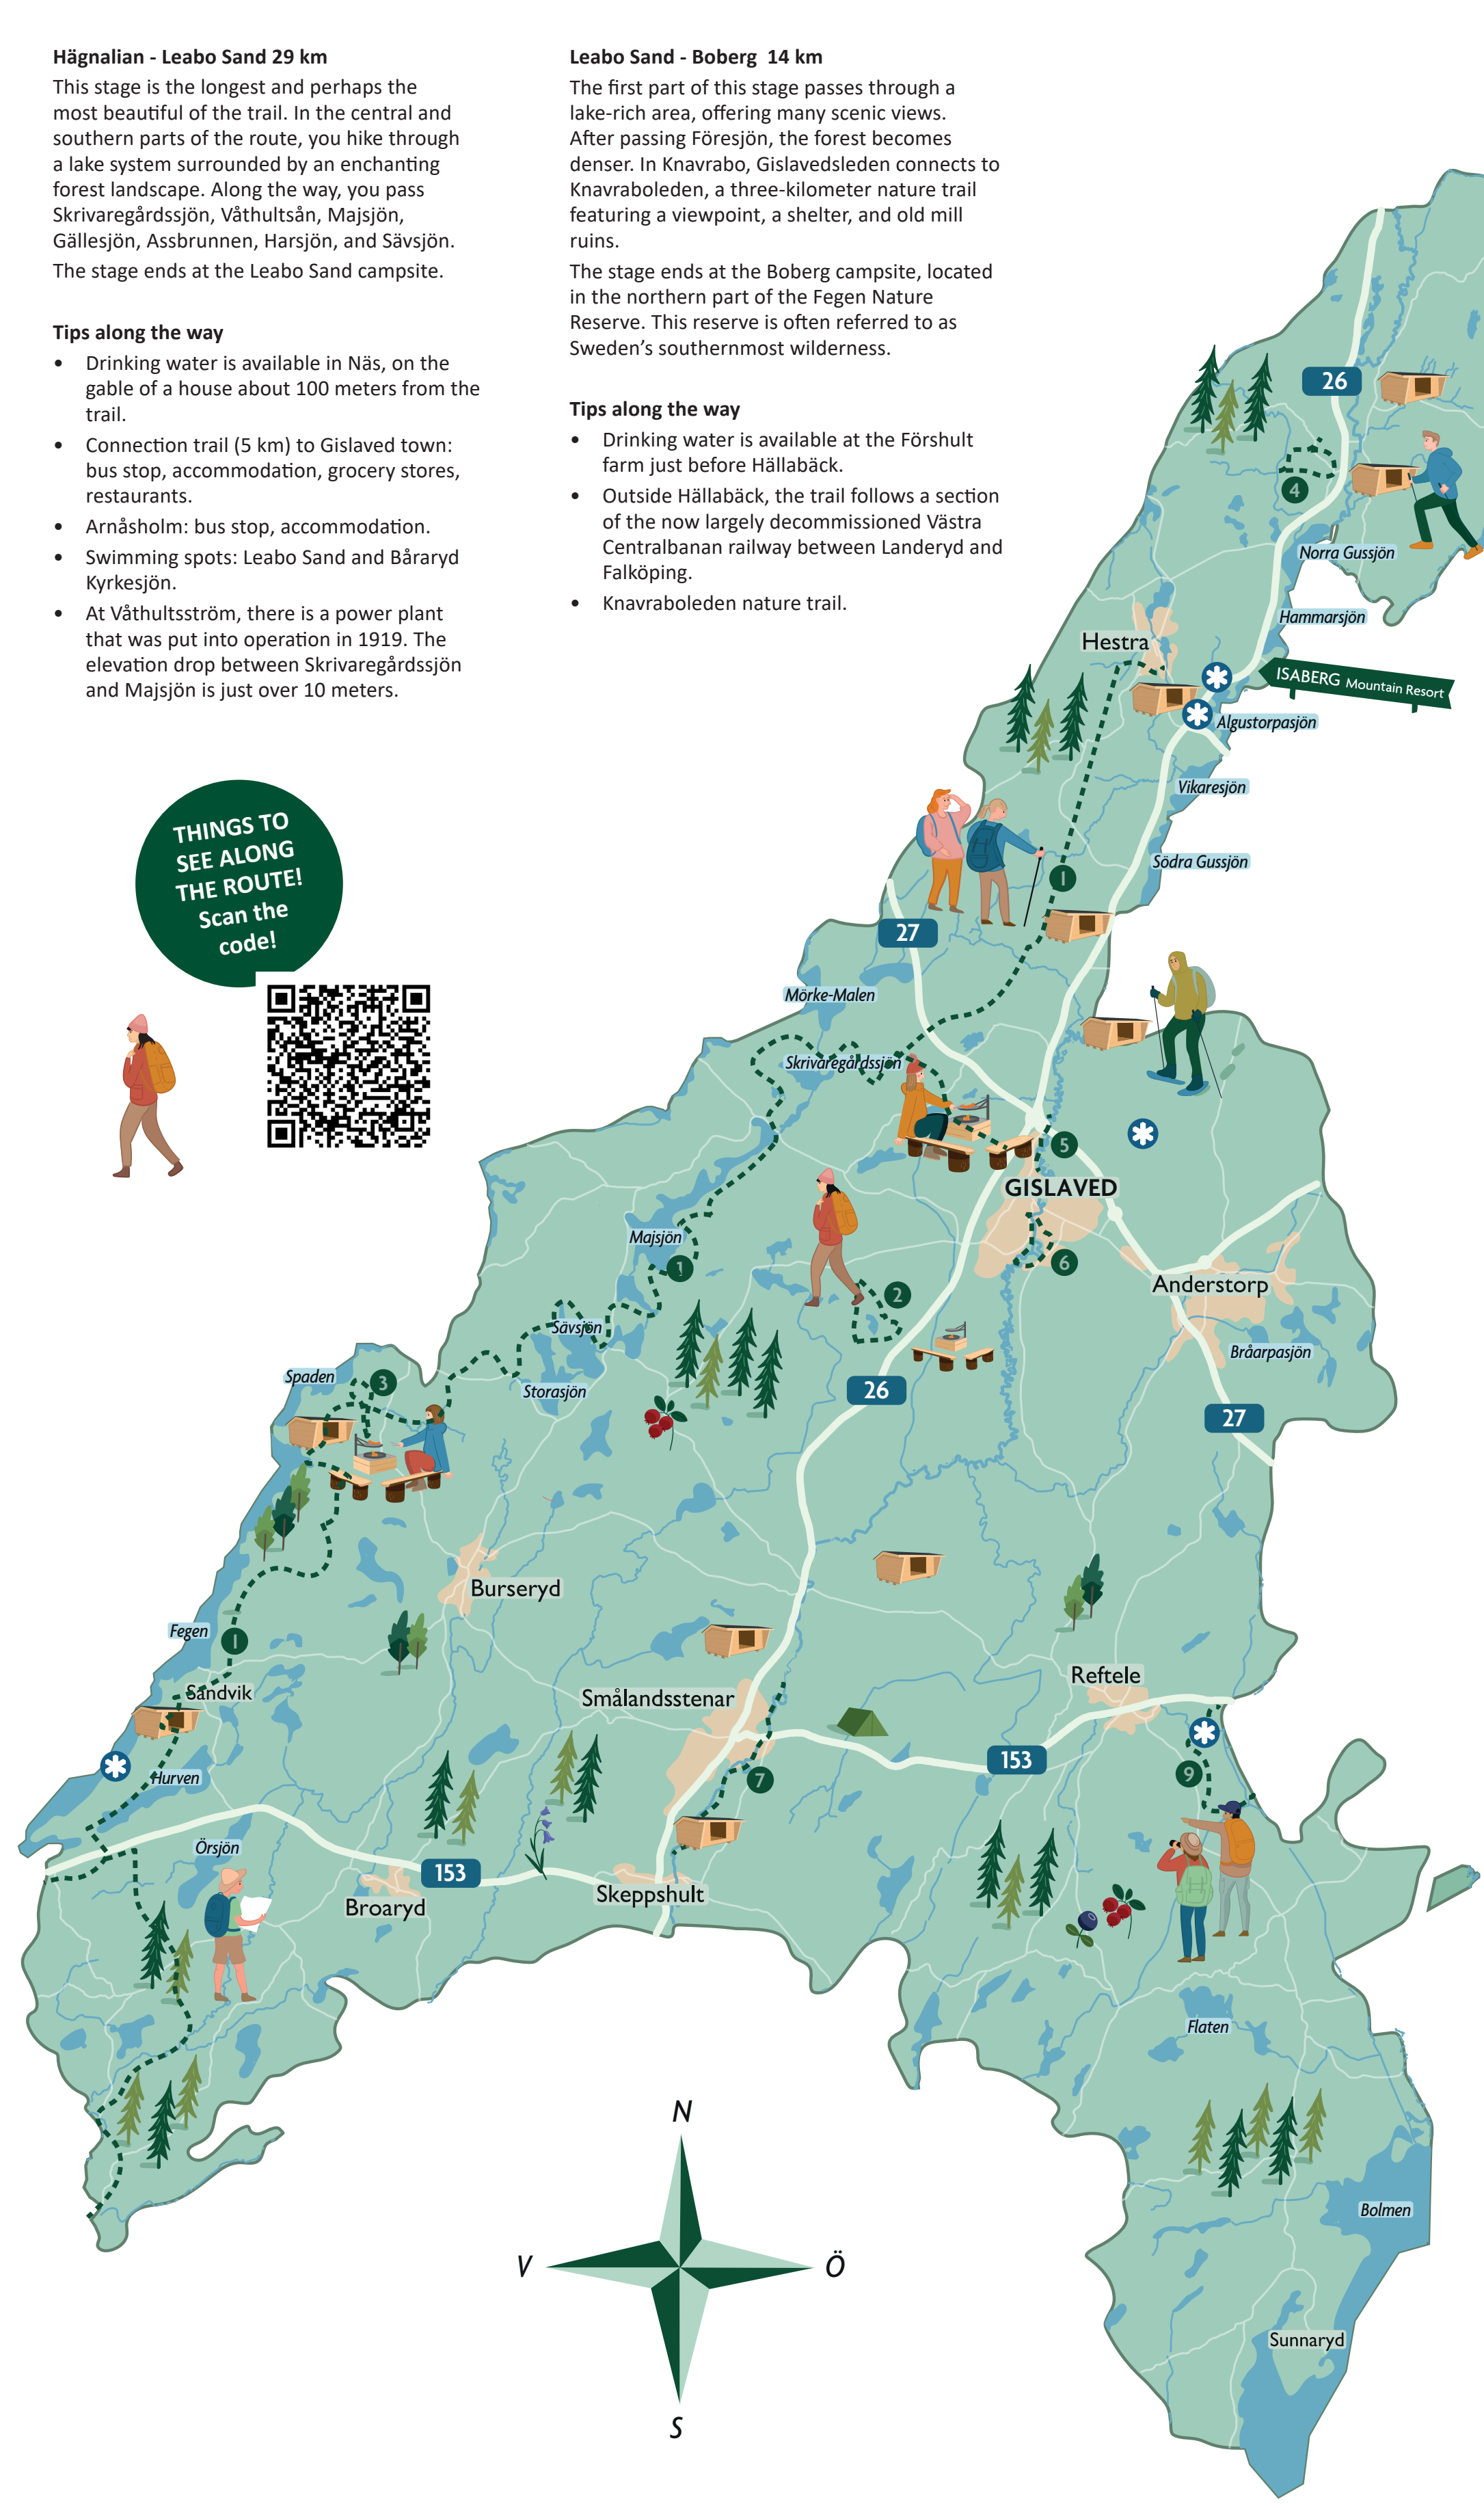 Hägnalian - Leabo Sand 29 km
This stage is the longest and perhaps the
most beautiful of the trail. In the central and
southern parts of the route, you hike through
a lake system surrounded by an enchanting
forest landscape. Along the way, you pass
Skrivaregårdssjön, Våthultsån, Majsjön,
Gällesjön, Assbrunnen, Harsjön, and Sävsjön.
The stage ends at the Leabo Sand campsite.
Tips along the way
• Drinking water is available in Näs, on the
gable of a house about 100 meters from the
trail.
• Connection trail (5 km) to Gislaved town:
bus stop, accommodation, grocery stores,
restaurants.
• Arnåsholm: bus stop, accommodation.
• Swimming spots: Leabo Sand and Båraryd
Kyrkesjön.
• At Våthultsström, there is a power plant
that was put into operation in 1919. The
elevation drop between Skrivaregårdssjön
and Majsjön is just over 10 meters.
Leabo Sand - Boberg 14 km
The first part of this stage passes through a
lake-rich area, offering many scenic views.
After passing Föresjön, the forest becomes
denser. In Knavrabo, Gislavedsleden connects to
Knavraboleden, a three-kilometer nature trail
featuring a viewpoint, a shelter, and old mill
ruins.
The stage ends at the Boberg campsite, located
in the northern part of the Fegen Nature
Reserve. This reserve is often referred to as
Sweden's southernmost wilderness.
Tips along the way
• Drinking water is available at the Förshult
farm just before Hällabäck.
• Outside Hällabäck, the trail follows a section
of the now largely decommissioned Västra
Centralbanan railway between Landeryd and
Falköping.
• Knavraboleden nature trail.
THINGS TO
SEE ALONG
THE ROUTE!
Scan the
code!
26
4
Norra Gussjön
Hammarsjön
Hestra
ISABERG Mountain Resort
Algustorpasjön
Vikaresjön
Södra Gussjön
1
27
Mörke-Malen
Skrivaregårdssjön
5
GISLAVED
Majsjön
1
6
2
Anderstorp
Sävsjön
Bråarpasjön
Spaden
3
Storasjön
26
27
Burseryd
Fegen
1
Reftele
Sandvik
Smålandsstenar
153
9
Hurven
7
Örsjön
153
Skeppshult
Broaryd
Flaten
N
Bolmen
V
Ö
Sunnaryd
S